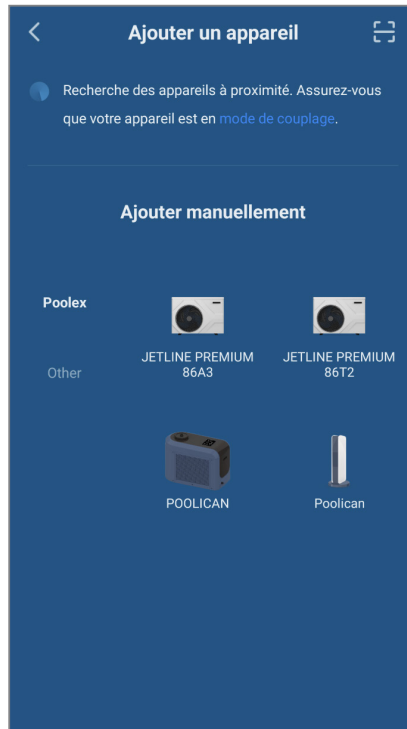 Ajouter un appareil
Recherche des appareils à proximité. Assurez-vous
que votre appareil est en mode de couplage.
Ajouter manuellement
Poolex
Other
JETLINE PREMIUM
86A3
JETLINE PREMIUM
86T2
POOLICAN
Poolican